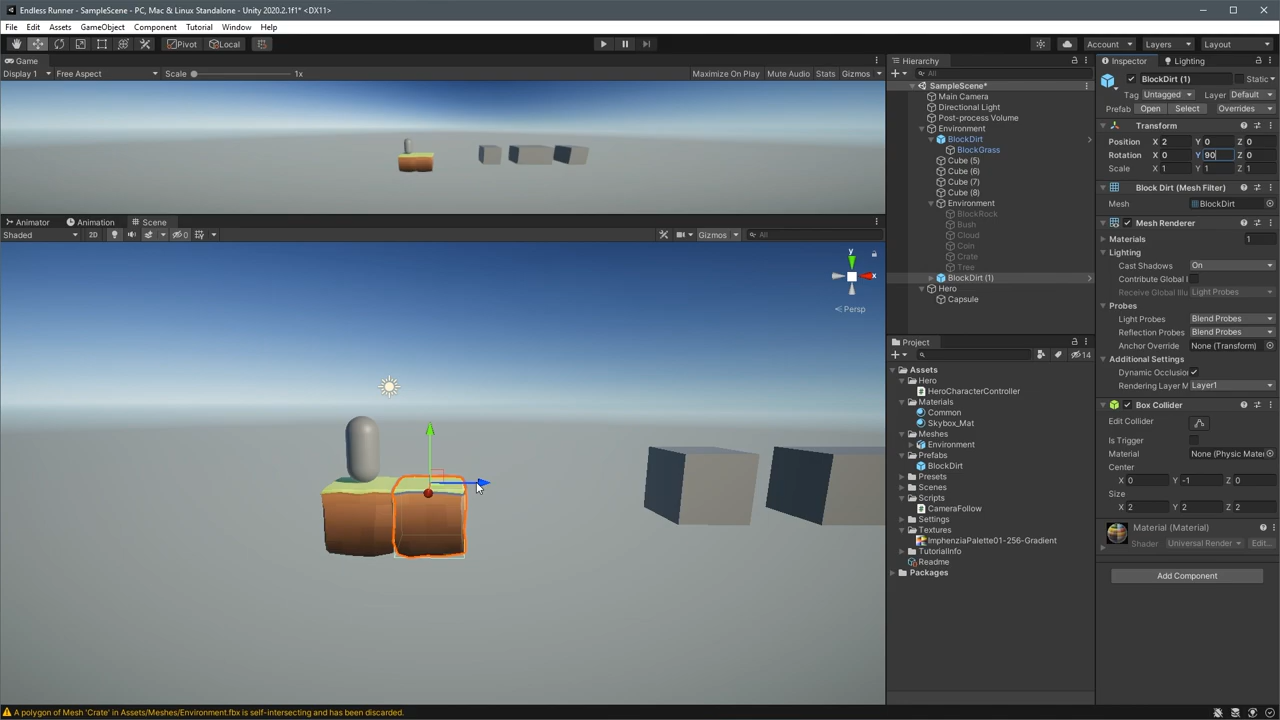 Endless Runner - SampleScene - PC, Mac & Linux Standalone - Unity 2020.2.1f1* <DX11>
File Edit Assets GameObject Component Tutorial Window Help
Pivot Local Account Layers Layout
Game
Display 1 Free Aspect Scale 1x Maximize On Play Mute Audio Stats Gizmos
Animator Animation Scene
Shaded 2D 0 Gizmos All
y
x
Persp
Hierarchy
All
SampleScene*
Main Camera
Directional Light
Post-process Volume
Environment
BlockDirt
BlockGrass
Cube (5)
Cube (6)
Cube (7)
Cube (8)
Environment
BlockRock
Bush
Cloud
Coin
Crate
Tree
BlockDirt (1)
Hero
Capsule
Project
14
Assets
Hero
HeroCharacterController
Materials
Common
Skybox_Mat
Meshes
Environment
Prefabs
BlockDirt
Presets
Scenes
Scripts
CameraFollow
Settings
Textures
ImphenziaPalette01-256-Gradient
TutorialInfo
Readme
Packages
Inspector Lighting
BlockDirt (1) Static
Tag Untagged Layer Default
Prefab Open Select Overrides
Transform
Position X 2 Y 0 Z 0
Rotation X 0 Y 90 Z 0
Scale X 1 Y 1 Z 1
Block Dirt (Mesh Filter)
Mesh BlockDirt
Mesh Renderer
Materials 1
Lighting
Cast Shadows On
Contribute Global I
Receive Global Illu Light Probes
Probes
Light Probes Blend Probes
Reflection Probes Blend Probes
Anchor Override None (Transform)
Additional Settings
Dynamic Occlusio
Rendering Layer M Layer1
Box Collider
Edit Collider
Is Trigger
Material None (Physic Mate
Center
X 0 Y -1 Z 0
Size
X 2 Y 2 Z 2
Material (Material)
Shader Universal Render Edit...
Add Component
A polygon of Mesh 'Crate' in Assets/Meshes/Environment.fbx is self-intersecting and has been discarded.